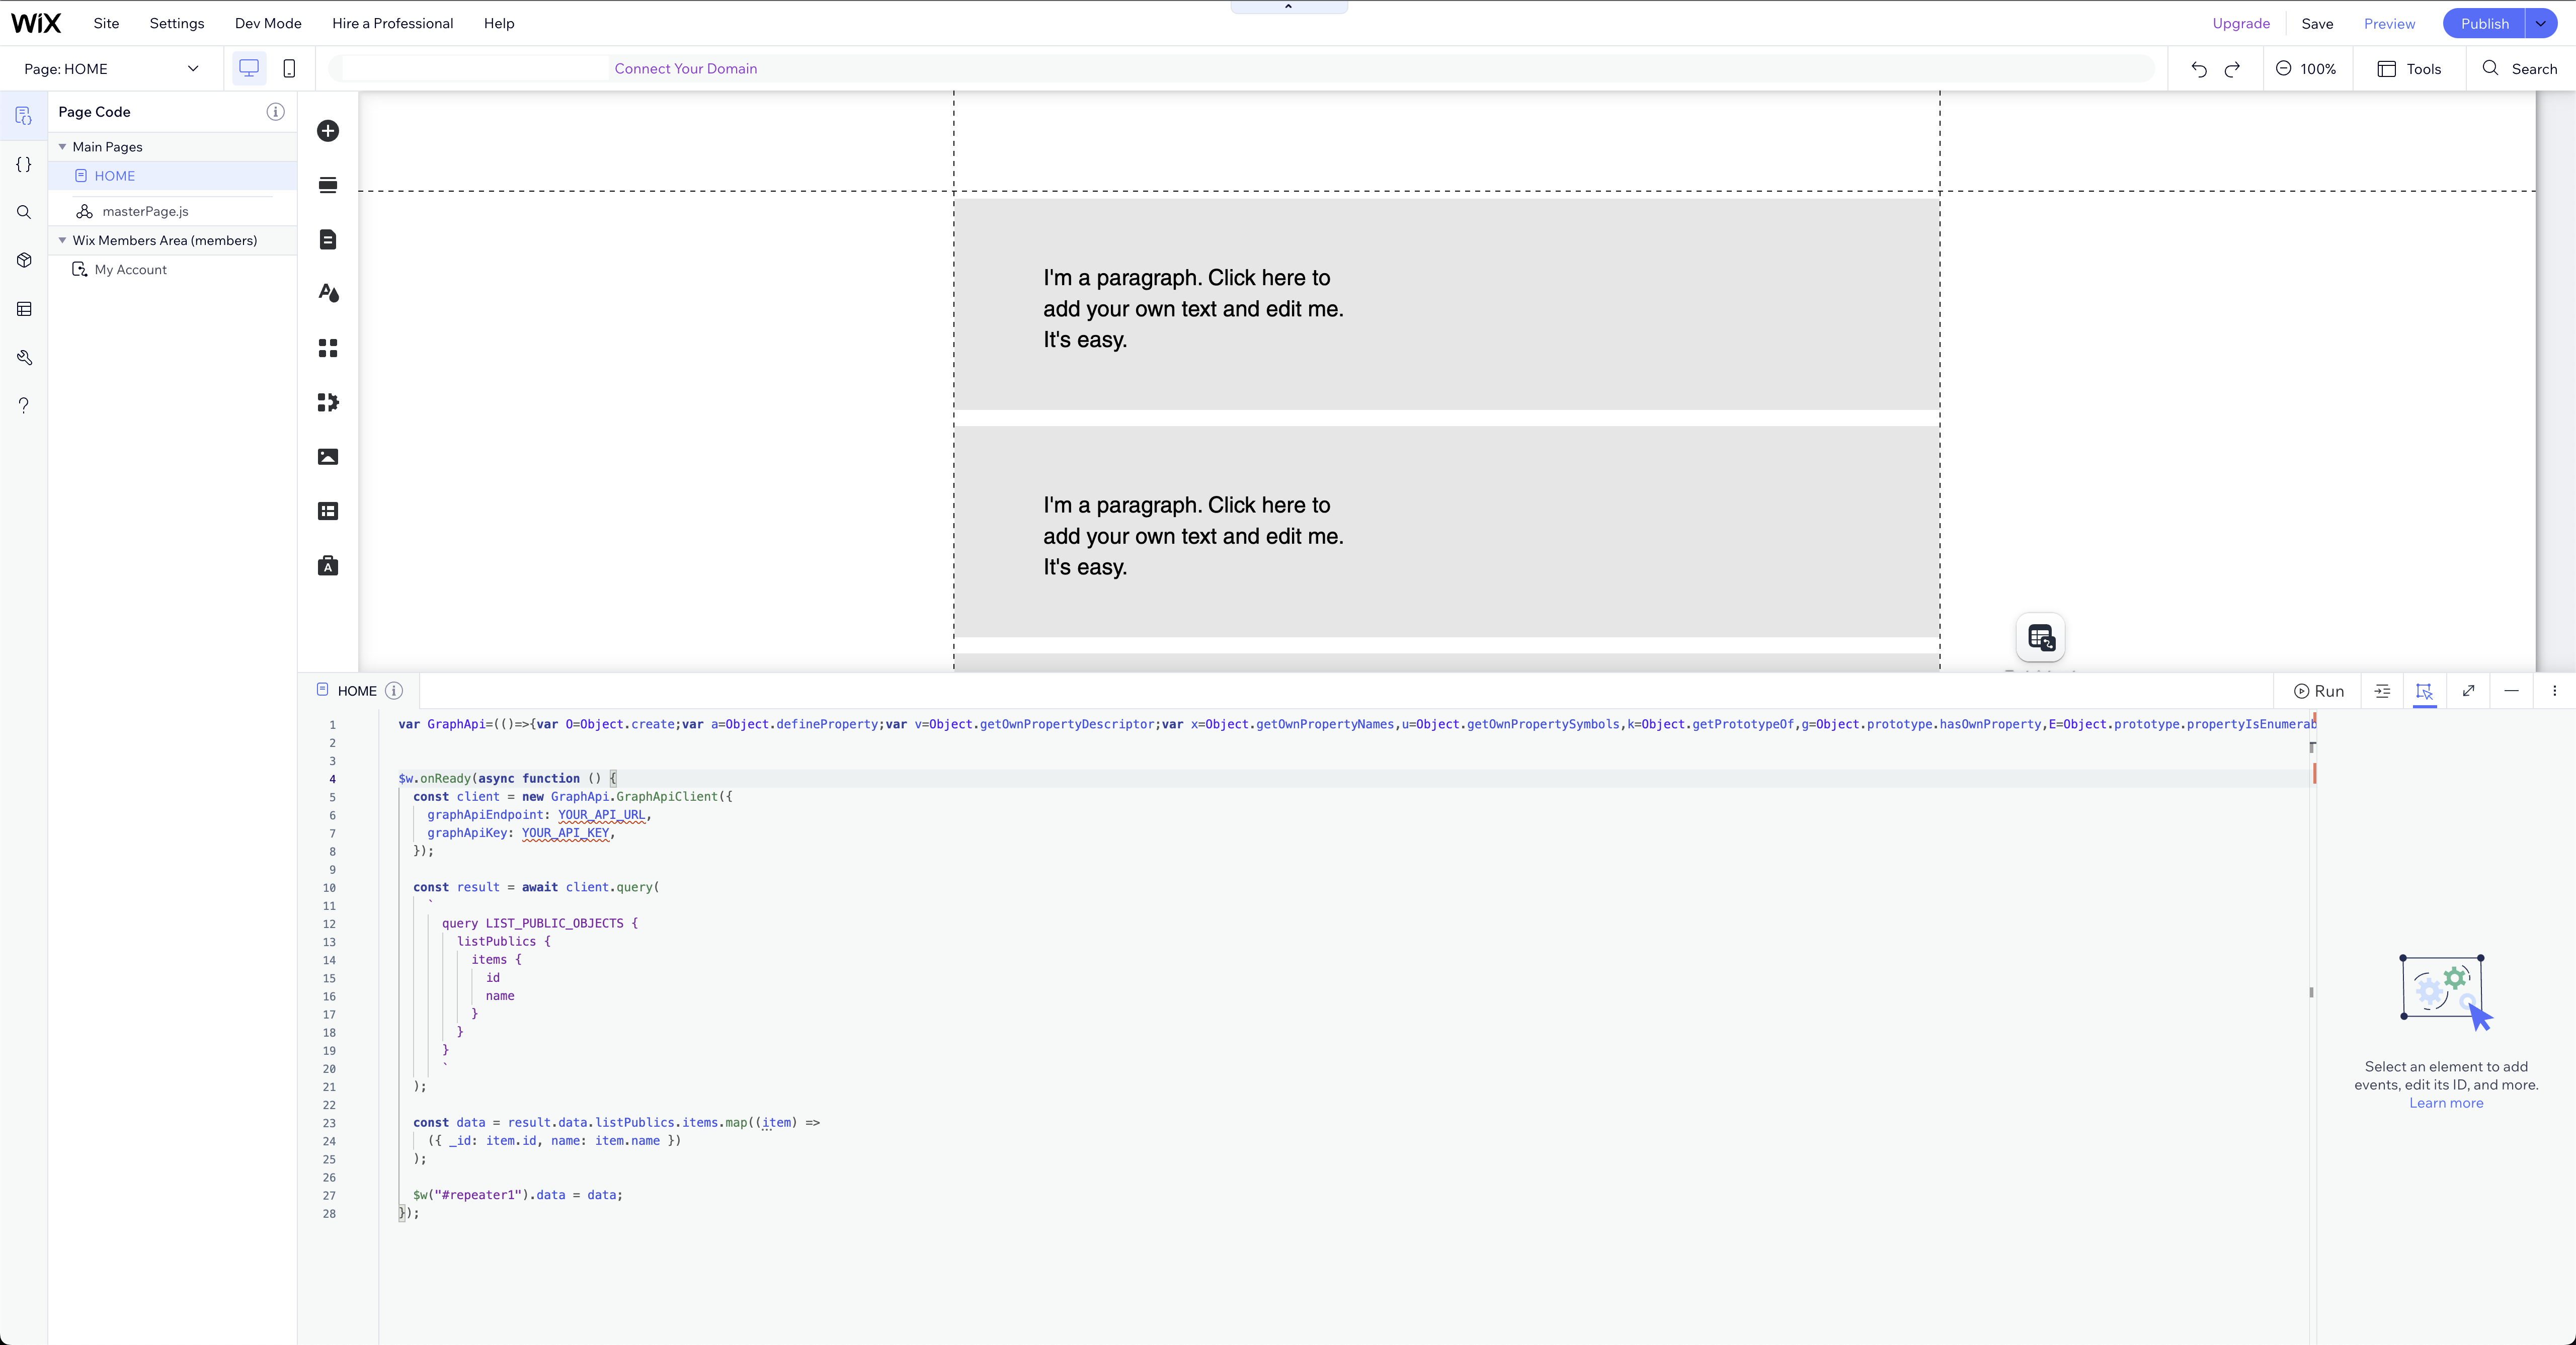 WiX Site Settings Dev Mode Hire a Professional Help Upgrade Save Preview Publish
Page: HOME Connect Your Domain 100% Tools Search
Page Code
Main Pages
HOME
masterPage.js
Wix Members Area (members)
My Account
I'm a paragraph. Click here to
add your own text and edit me.
It's easy.
I'm a paragraph. Click here to
add your own text and edit me.
It's easy.
HOME Run
1 var GraphApi=(()=>{var O=Object.create;var a=Object.defineProperty;var v=Object.getOwnPropertyDescriptor;var x=Object.getOwnPropertyNames,u=Object.getOwnPropertySymbols,k=Object.getPrototypeOf,g=Object.prototype.hasOwnProperty,E=Object.prototype.propertyIsEnumerab
2
3
4 $w.onReady(async function () {
5 const client = new GraphApi.GraphApiClient({
6 graphApiEndpoint: YOUR_API_URL,
7 graphApiKey: YOUR_API_KEY,
8 });
9
10 const result = await client.query(
11 `
12 query LIST_PUBLIC_OBJECTS {
13 listPublics {
14 items {
15 id
16 name
17 }
18 }
19 }
20 `
21 );
22
23 const data = result.data.listPublics.items.map((item) =>
24 ({ _id: item.id, name: item.name })
25 );
26
27 $w("#repeater1").data = data;
28 });
Select an element to add
events, edit its ID, and more.
Learn more